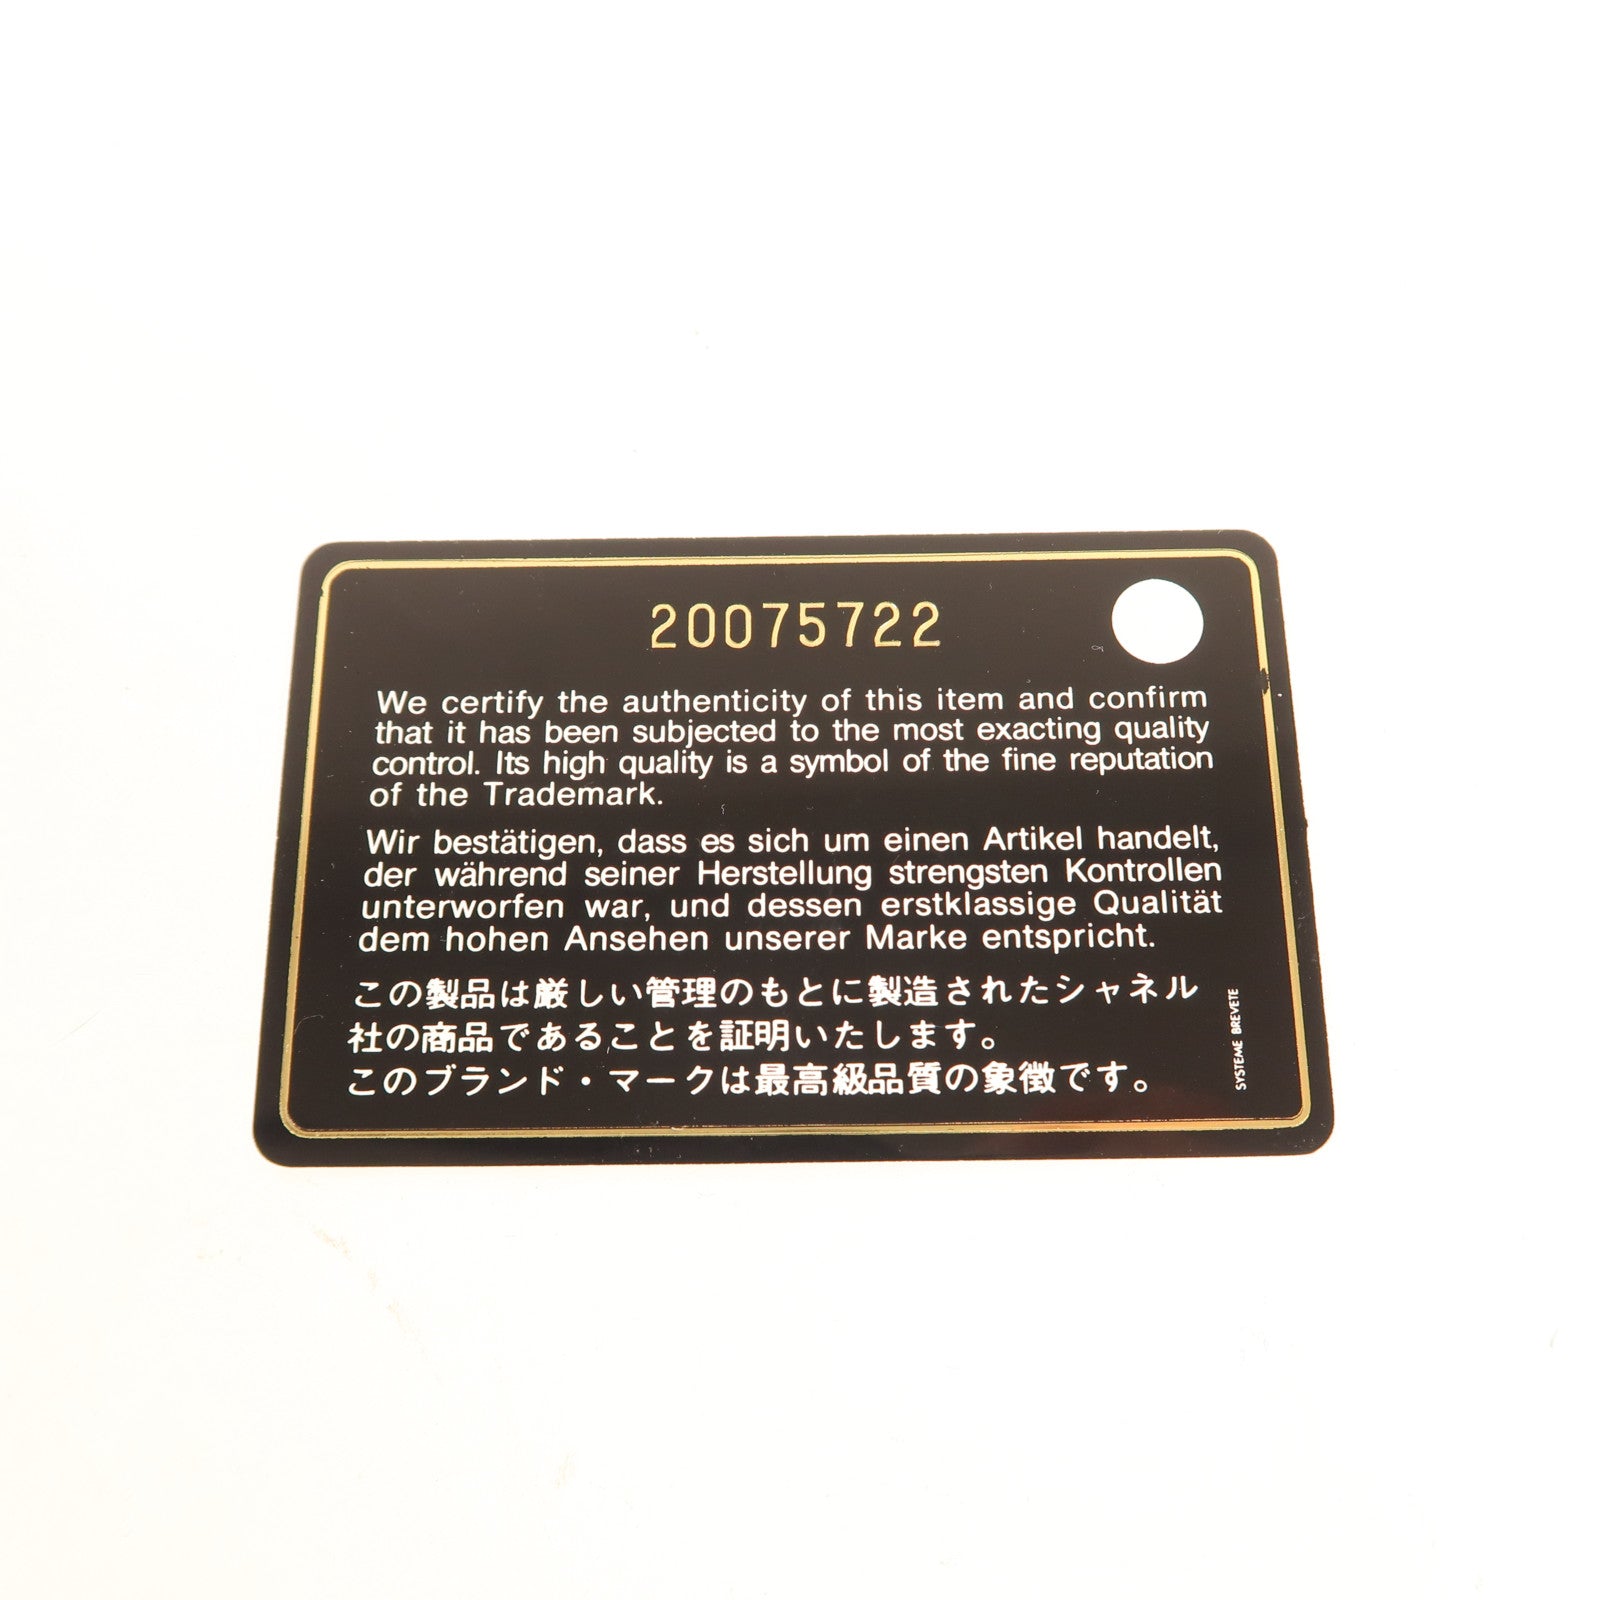 20075722
We certify the authenticity of this item and confirm
that it has been subjected to the most exacting quality
control. Its high quality is a symbol of the fine reputation
of the Trademark.
Wir bestätigen, dass es sich um einen Artikel handelt,
der während seiner Herstellung strengsten Kontrollen
unterworfen war, und dessen erstklassige Qualität
dem hohen Ansehen unserer Marke entspricht.
この製品は厳しい管理のもとに製造されたシャネル
社の商品であることを証明いたします。
このブランド・マークは最高級品質の象徴です。
SYSTEME BREVETE